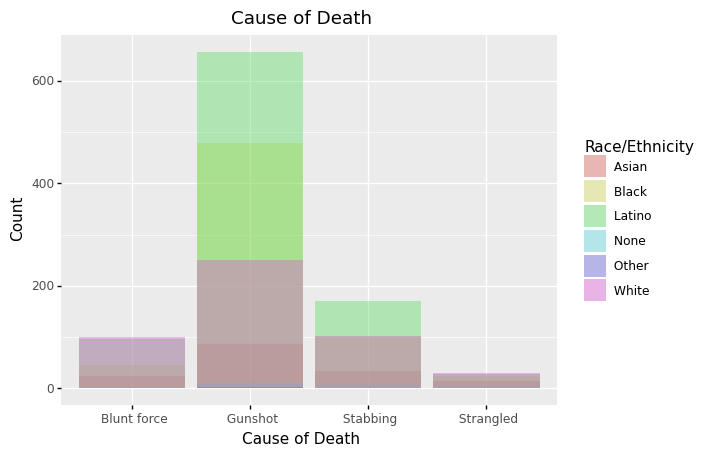 Cause of Death
600
400
200
0
Count
Blunt force
Gunshot
Stabbing
Strangled
Cause of Death
Race/Ethnicity
Asian
Black
Latino
None
Other
White